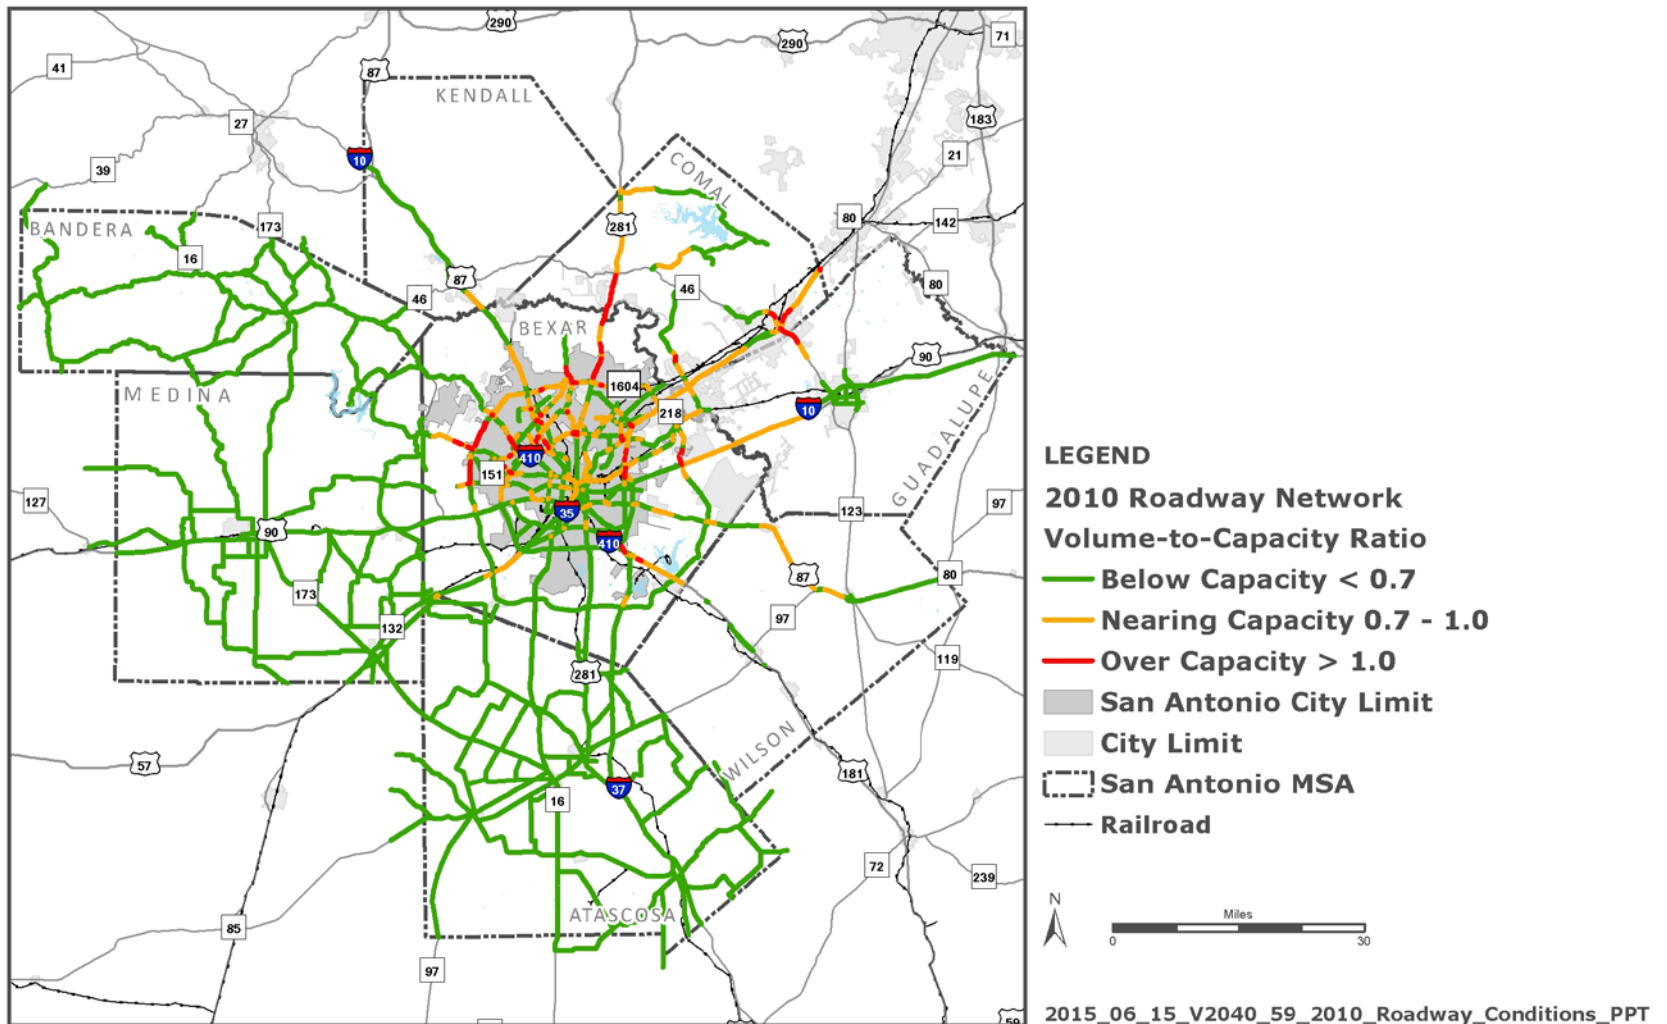 290
290
71
41
87
KENDALL
183
27
21
10
COMAL
39
80
142
281
173
BANDERA
16
87
80
46
46
BEXAR
90
1604
MEDINA
10
218
GUADALUPE
410
151
127
97
123
35
90
410
87
80
173
97
132
119
281
WILSON
57
181
37
16
72
239
ATASCOSA
85
97
59
LEGEND
2010 Roadway Network
Volume-to-Capacity Ratio
Below Capacity < 0.7
Nearing Capacity 0.7 - 1.0
Over Capacity > 1.0
San Antonio City Limit
City Limit
San Antonio MSA
Railroad
N
Miles
0 30
2015_06_15_V2040_59_2010_Roadway_Conditions_PPT